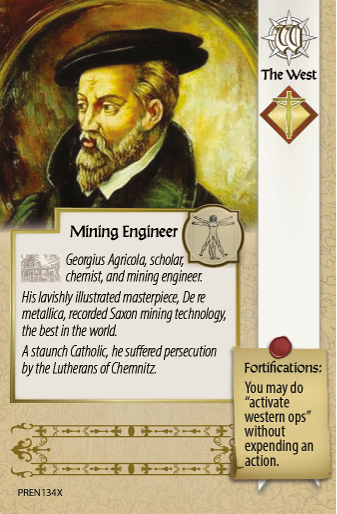 W
The West
Mining Engineer
Georgius Agricola, scholar,
chemist, and mining engineer.
His lavishly illustrated masterpiece, De re
metallica, recorded Saxon mining technology,
the best in the world.
A staunch Catholic, he suffered persecution
by the Lutherans of Chemnitz.
Fortifications:
You may do
“activate
western ops”
without
expending an
action.
PREN134X